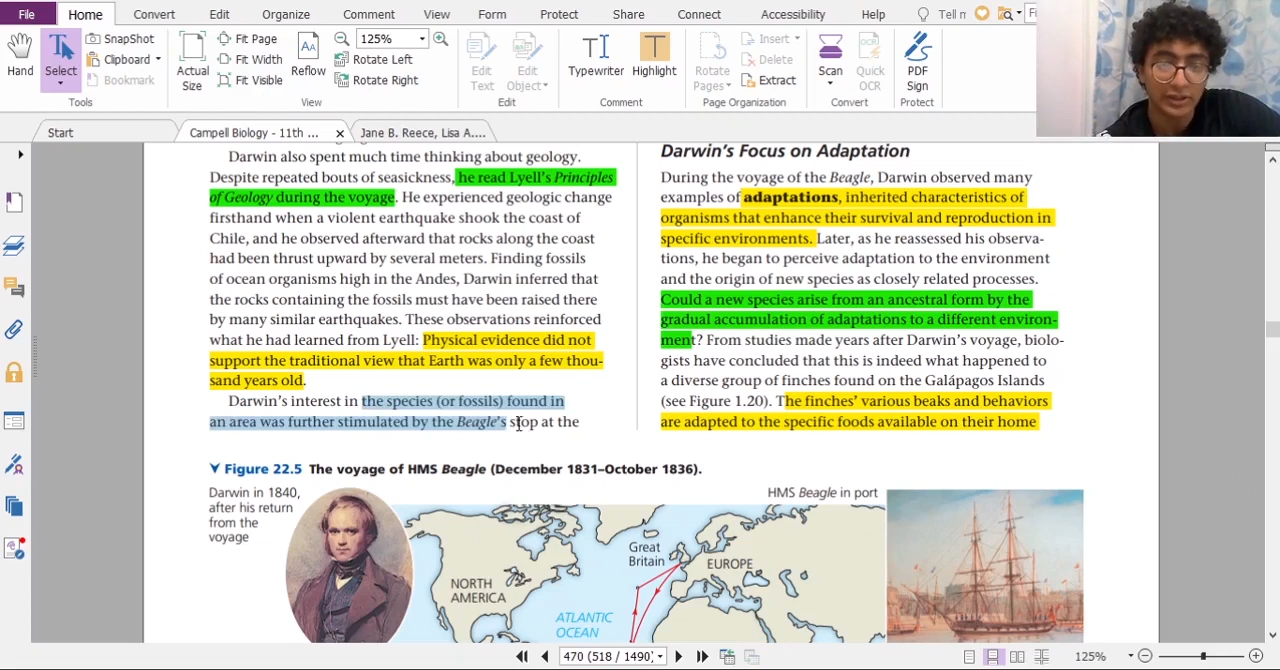 File Home Convert Edit Organize Comment View Form Protect Share Connect Accessibility Help Tell
Hand
Select
SnapShot
Clipboard
Bookmark
Tools
Actual Size
Fit Page
Fit Width
Fit Visible
Reflow
125%
Rotate Left
Rotate Right
View
Edit Text
Edit Object
Edit
Typewriter
Highlight
Comment
Rotate Pages
Insert
Delete
Extract
Page Organization
Scan
Quick OCR
Convert
PDF Sign
Protect
Start
Campell Biology - 11th ...
Jane B. Reece, Lisa A....
Darwin also spent much time thinking about geology.
Despite repeated bouts of seasickness, he read Lyell's Principles
of Geology during the voyage. He experienced geologic change
firsthand when a violent earthquake shook the coast of
Chile, and he observed afterward that rocks along the coast
had been thrust upward by several meters. Finding fossils
of ocean organisms high in the Andes, Darwin inferred that
the rocks containing the fossils must have been raised there
by many similar earthquakes. These observations reinforced
what he had learned from Lyell: Physical evidence did not
support the traditional view that Earth was only a few thou-
sand years old.
Darwin's interest in the species (or fossils) found in
an area was further stimulated by the Beagle's stop at the
Darwin's Focus on Adaptation
During the voyage of the Beagle, Darwin observed many
examples of adaptations, inherited characteristics of
organisms that enhance their survival and reproduction in
specific environments. Later, as he reassessed his observa-
tions, he began to perceive adaptation to the environment
and the origin of new species as closely related processes.
Could a new species arise from an ancestral form by the
gradual accumulation of adaptations to a different environ-
ment? From studies made years after Darwin's voyage, biolo-
gists have concluded that this is indeed what happened to
a diverse group of finches found on the Galápagos Islands
(see Figure 1.20). The finches' various beaks and behaviors
are adapted to the specific foods available on their home
Figure 22.5 The voyage of HMS Beagle (December 1831–October 1836).
Darwin in 1840,
after his return
from the
voyage
HMS Beagle in port
Great
Britain
EUROPE
NORTH
AMERICA
ATLANTIC
OCEAN
470 (518 / 1490)
125%